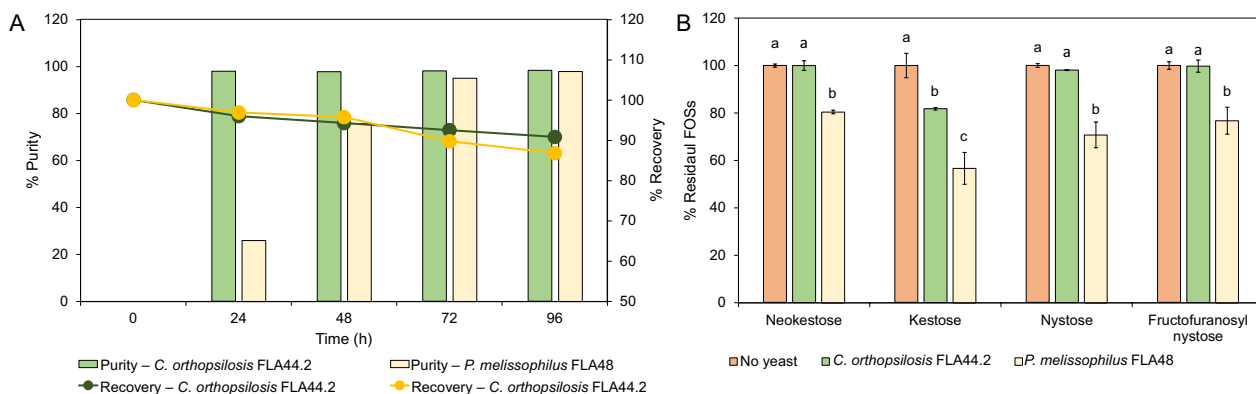 A
120%
100%
80%
60%
40
20
0
% Purity
120
110
100
90
80
70
60
50
% Recovery
0 24 48 72 96
Time (h)
Purity – C. orthopsilosis FLA44.2
Purity – P. melissophilus FLA48
Recovery – C. orthopsilosis FLA44.2
Recovery – C. orthopsilosis FLA44.2
B
120%
100%
80%
60%
40
20
0
% Residaul FOSs
a a b
a b c
a a b
a a b
Neokestose Kestose Nystose Fructofuranosyl
nystose
No yeast C. orthopsilosis FLA44.2 P. melissophilus FLA48